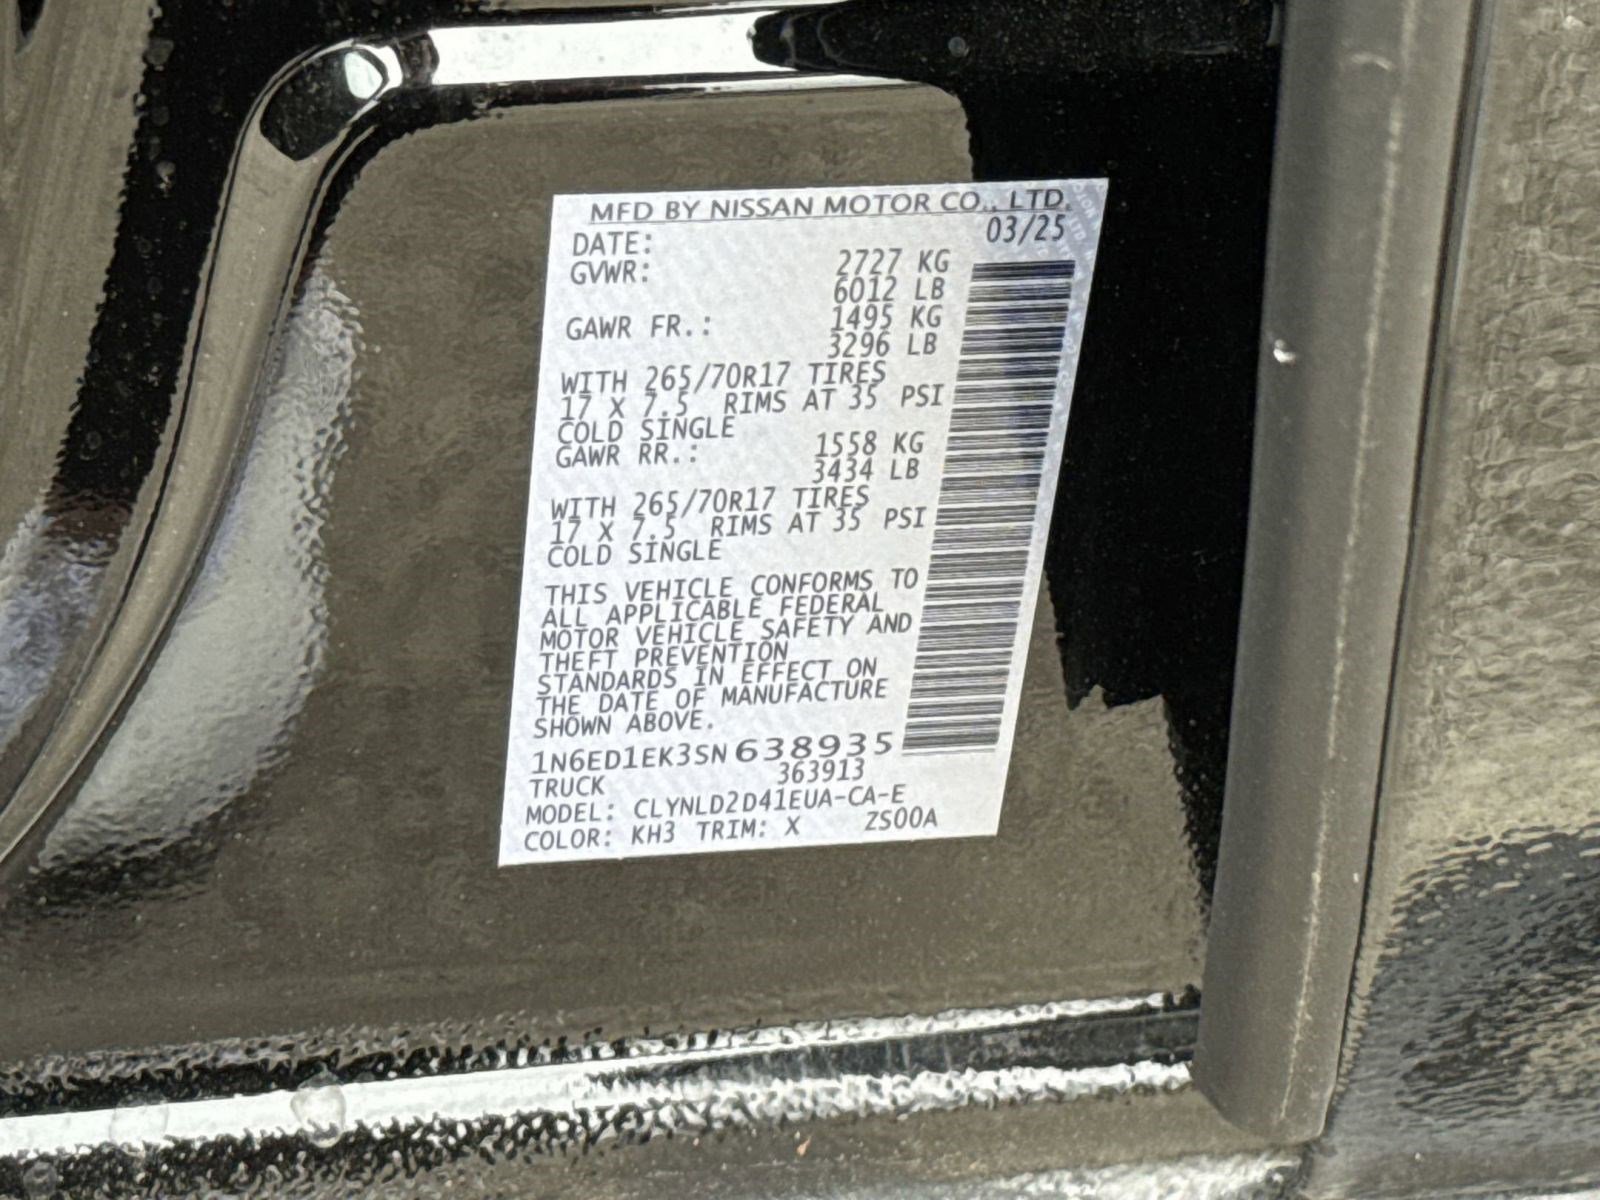 MFD BY NISSAN MOTOR CO., LTD.
DATE: 03/25
GVWR: 2727 KG
6012 LB
GAWR FR.: 1495 KG
3296 LB
WITH 265/70R17 TIRES
17 X 7.5 RIMS AT 35 PSI
COLD SINGLE
GAWR RR.: 1558 KG
3434 LB
WITH 265/70R17 TIRES
17 X 7.5 RIMS AT 35 PSI
COLD SINGLE
THIS VEHICLE CONFORMS TO
ALL APPLICABLE FEDERAL
MOTOR VEHICLE SAFETY AND
THEFT PREVENTION
STANDARDS IN EFFECT ON
THE DATE OF MANUFACTURE
SHOWN ABOVE.
1N6ED1EK3SN638935
TRUCK 363913
MODEL: CLYNLD2D41EUA-CA-E
COLOR: KH3 TRIM: X ZS00A